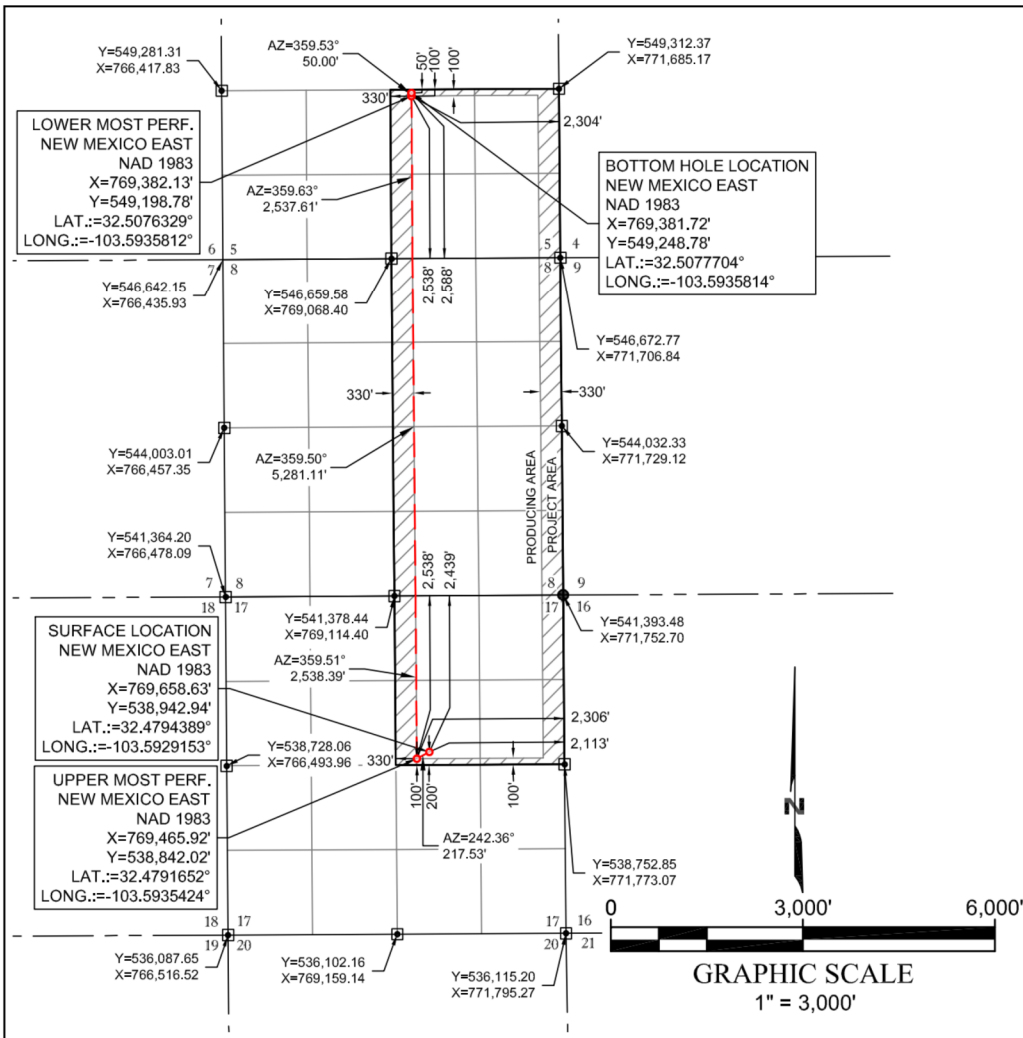 Y=549,281.31
X=766,417.83
AZ=359.53°
50.00'
50'
100'
100'
Y=549,312.37
X=771,685.17
330'
2,304'
LOWER MOST PERF.
NEW MEXICO EAST
NAD 1983
X=769,382.13'
Y=549,198.78'
LAT.:=32.5076329°
LONG.:=-103.5935812°
BOTTOM HOLE LOCATION
NEW MEXICO EAST
NAD 1983
X=769,381.72'
Y=549,248.78'
LAT.:=32.5077704°
LONG.:=-103.5935814°
AZ=359.63°
2,537.61'
6 5
7 8
5 4
8 9
2,538'
2,588'
Y=546,642.15
X=766,435.93
Y=546,659.58
X=769,068.40
Y=546,672.77
X=771,706.84
330'
330'
Y=544,003.01
X=766,457.35
AZ=359.50°
5,281.11'
Y=544,032.33
X=771,729.12
PRODUCING AREA
PROJECT AREA
Y=541,364.20
X=766,478.09
7 8
18 17
2,538'
2,439'
8 9
17 16
Y=541,378.44
X=769,114.40
Y=541,393.48
X=771,752.70
SURFACE LOCATION
NEW MEXICO EAST
NAD 1983
X=769,658.63'
Y=538,942.94'
LAT.:=32.4794389°
LONG.:=-103.5929153°
AZ=359.51°
2,538.39'
2,306'
2,113'
Y=538,728.06
X=766,493.96
330'
UPPER MOST PERF.
NEW MEXICO EAST
NAD 1983
X=769,465.92'
Y=538,842.02'
LAT.:=32.4791652°
LONG.:=-103.5935424°
100'
200'
100'
AZ=242.36°
217.53'
Y=538,752.85
X=771,773.07
N
18 17
19 20
17 16
20 21
Y=536,087.65
X=766,516.52
Y=536,102.16
X=769,159.14
Y=536,115.20
X=771,795.27
0 3,000' 6,000'
GRAPHIC SCALE
1" = 3,000'